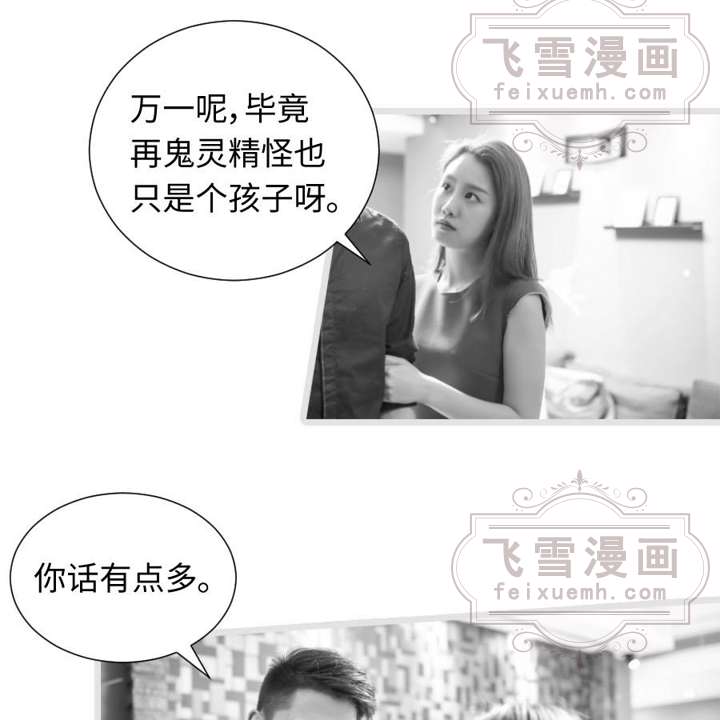 飞雪漫画
feixuemh.com
万一呢，毕竟
再鬼灵精怪也
只是个孩子呀。
你话有点多。
飞雪漫画
feixuemh.com